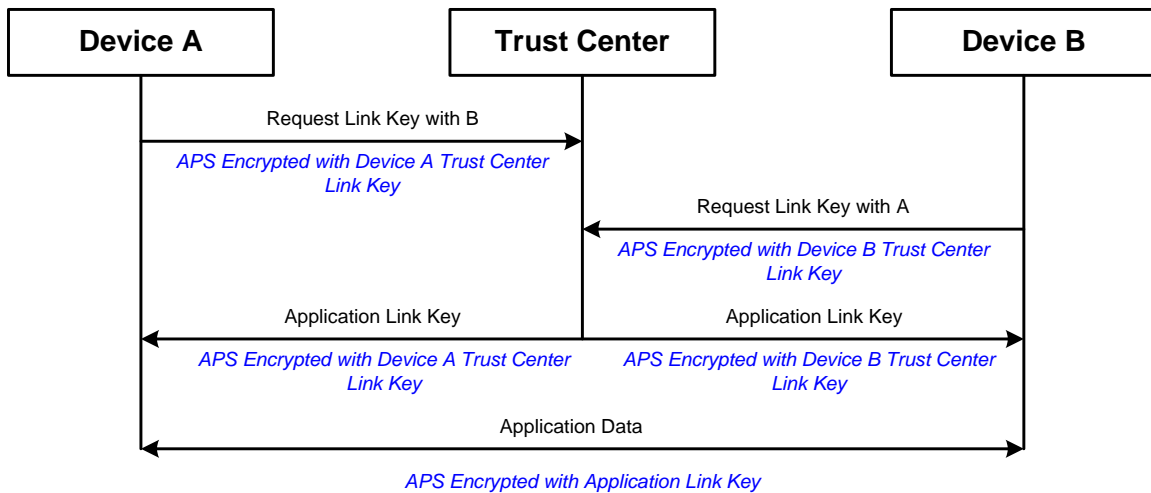 Device A
Trust Center
Device B
Request Link Key with B
APS Encrypted with Device A Trust Center
Link Key
Request Link Key with A
APS Encrypted with Device B Trust Center
Link Key
Application Link Key
Application Link Key
APS Encrypted with Device A Trust Center
Link Key
APS Encrypted with Device B Trust Center
Link Key
Application Data
APS Encrypted with Application Link Key